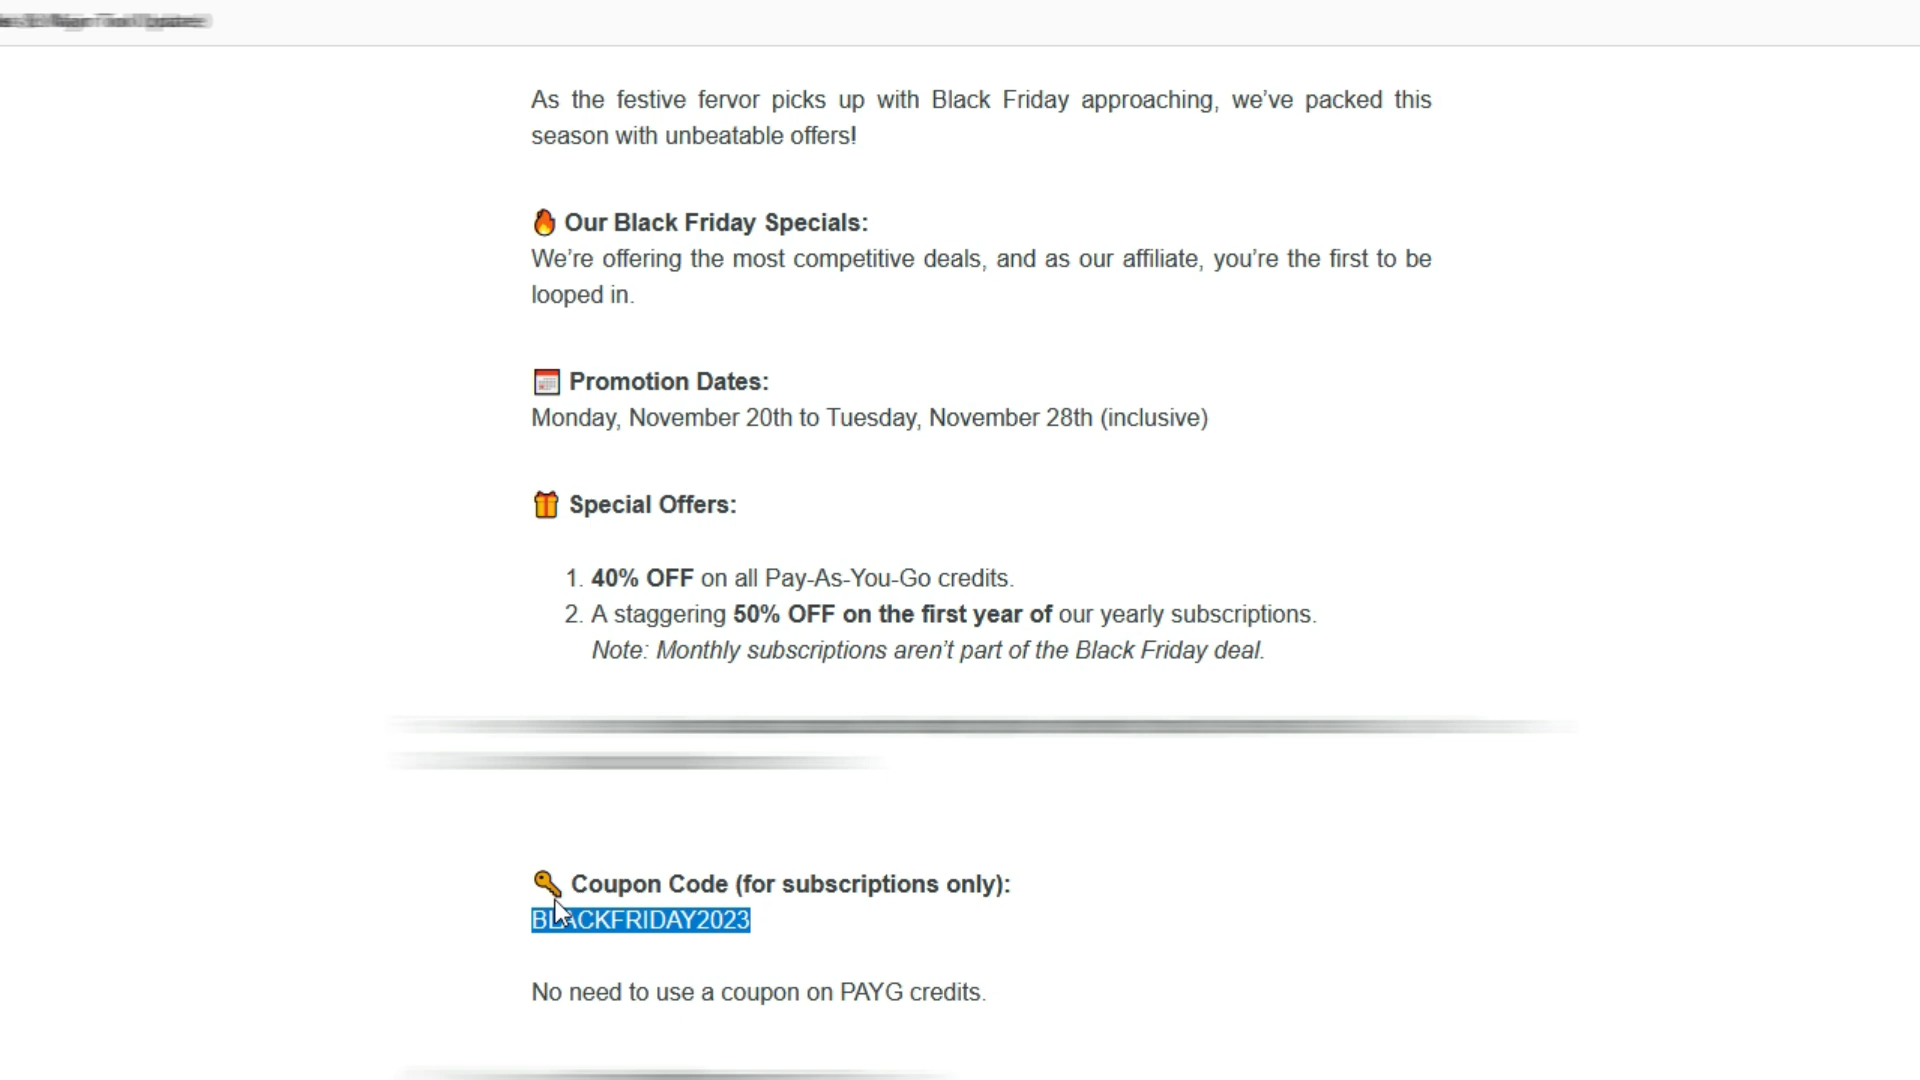 As the festive fervor picks up with Black Friday approaching, we’ve packed this
season with unbeatable offers!
Our Black Friday Specials:
We’re offering the most competitive deals, and as our affiliate, you’re the first to be
looped in.
Promotion Dates:
Monday, November 20th to Tuesday, November 28th (inclusive)
Special Offers:
1. 40% OFF on all Pay-As-You-Go credits.
2. A staggering 50% OFF on the first year of our yearly subscriptions.
Note: Monthly subscriptions aren’t part of the Black Friday deal.
Coupon Code (for subscriptions only):
BLACKFRIDAY2023
No need to use a coupon on PAYG credits.